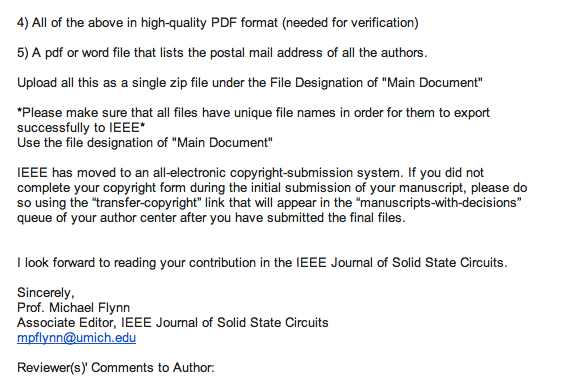 4) All of the above in high-quality PDF format (needed for verification)
5) A pdf or word file that lists the postal mail address of all the authors.
Upload all this as a single zip file under the File Designation of "Main Document"
*Please make sure that all files have unique file names in order for them to export
successfully to IEEE*
Use the file designation of "Main Document"
IEEE has moved to an all-electronic copyright-submission system. If you did not
complete your copyright form during the initial submission of your manuscript, please do
so using the “transfer-copyright” link that will appear in the “manuscripts-with-decisions”
queue of your author center after you have submitted the final files.
I look forward to reading your contribution in the IEEE Journal of Solid State Circuits.
Sincerely,
Prof. Michael Flynn
Associate Editor, IEEE Journal of Solid State Circuits
mpflynn@umich.edu
Reviewer(s)' Comments to Author: